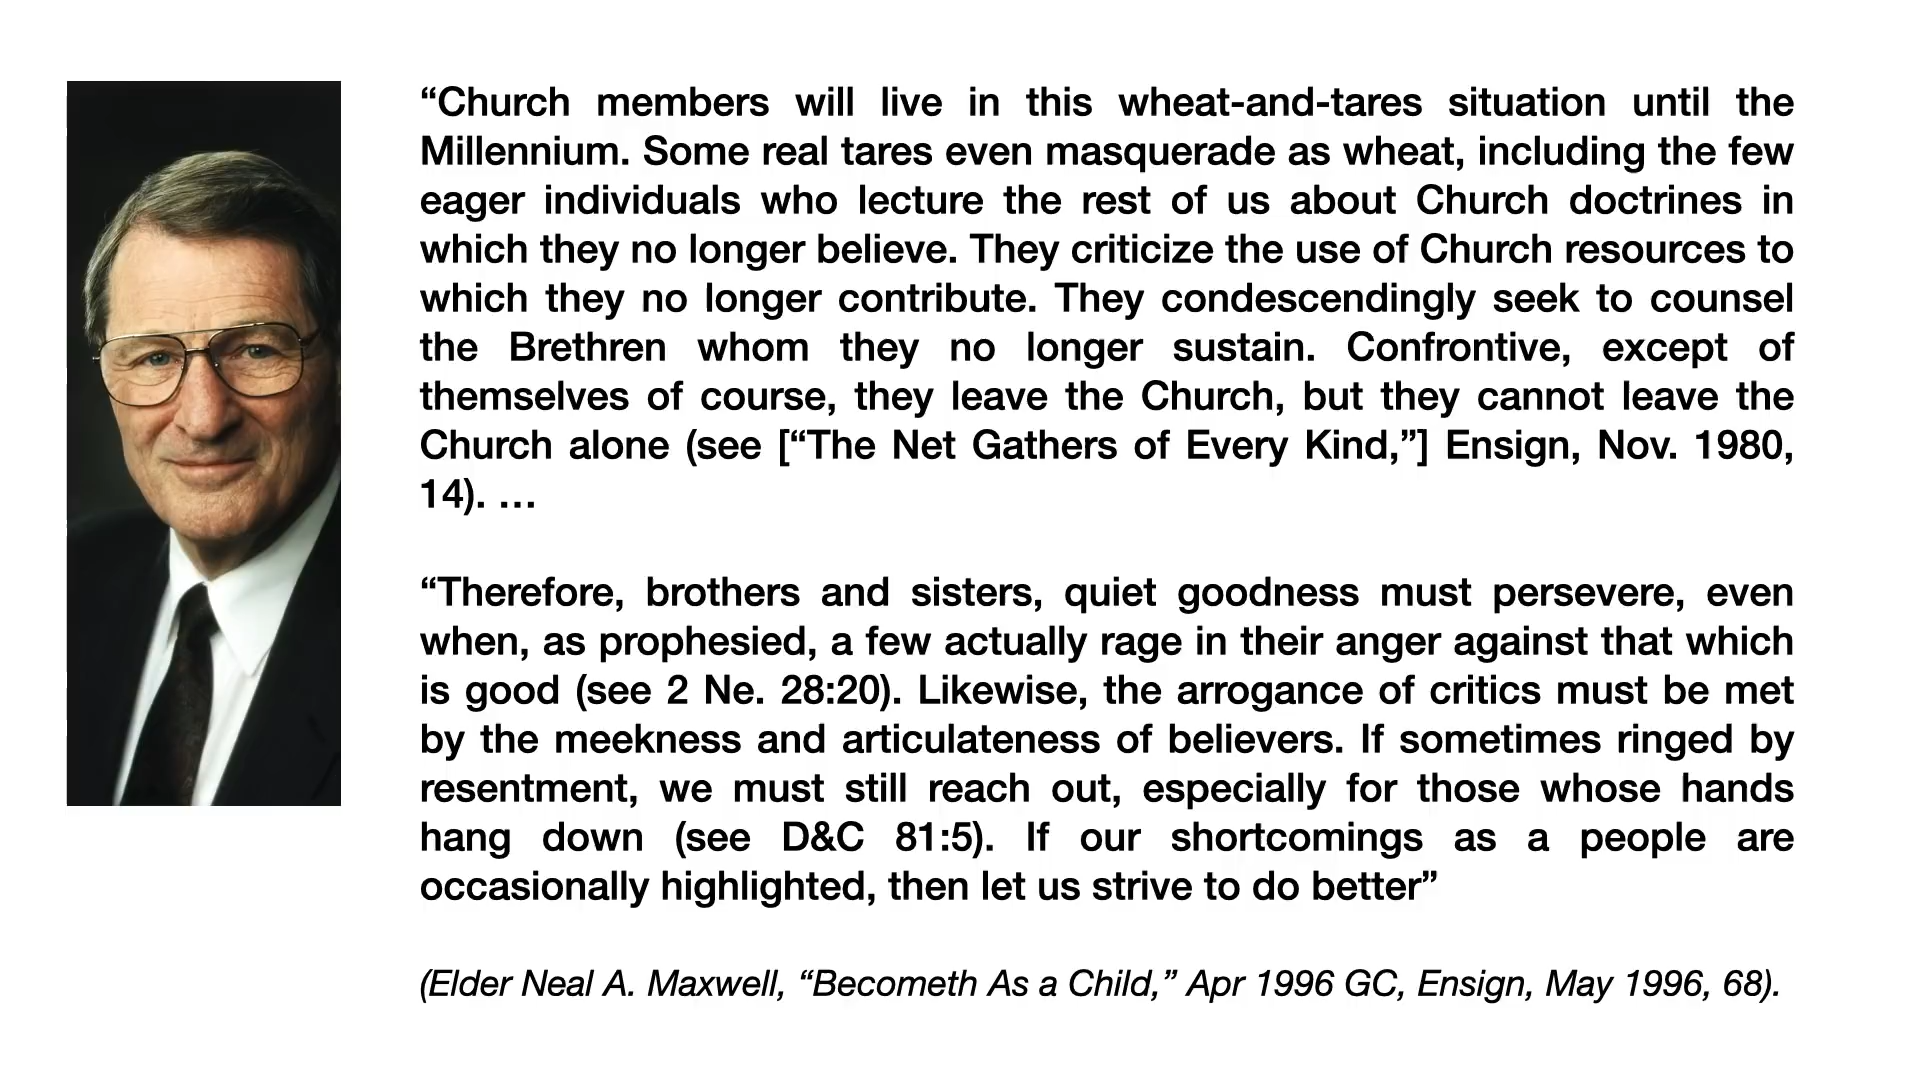 “Church members will live in this wheat-and-tares situation until the
Millennium. Some real tares even masquerade as wheat, including the few
eager individuals who lecture the rest of us about Church doctrines in
which they no longer believe. They criticize the use of Church resources to
which they no longer contribute. They condescendingly seek to counsel
the Brethren whom they no longer sustain. Confrontive, except of
themselves of course, they leave the Church, but they cannot leave the
Church alone (see [“The Net Gathers of Every Kind,”] Ensign, Nov. 1980,
14). …
“Therefore, brothers and sisters, quiet goodness must persevere, even
when, as prophesied, a few actually rage in their anger against that which
is good (see 2 Ne. 28:20). Likewise, the arrogance of critics must be met
by the meekness and articulateness of believers. If sometimes ringed by
resentment, we must still reach out, especially for those whose hands
hang down (see D&C 81:5). If our shortcomings as a people are
occasionally highlighted, then let us strive to do better”
(Elder Neal A. Maxwell, “Becometh As a Child,” Apr 1996 GC, Ensign, May 1996, 68).